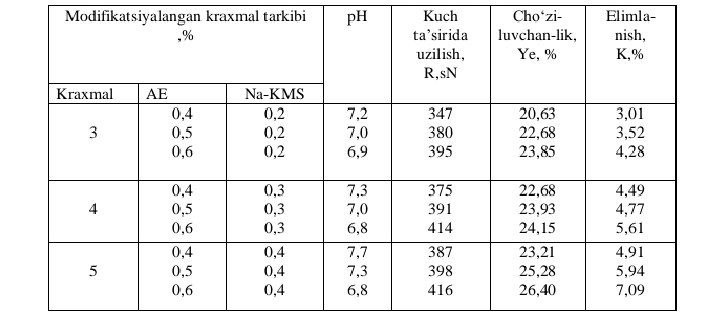 Modifikatsiyalangan kraxmal tarkibi ,% | pH | Kuch ta’sirida uzilish, R,sN | Cho‘zi-luvchan-lik, Ye, % | Elimla-nish, K,%
Kraxmal | AE | Na-KMS
3 | 0,4 | 0,2 | 7,2 | 347 | 20,63 | 3,01
0,5 | 0,2 | 7,0 | 380 | 22,68 | 3,52
0,6 | 0,2 | 6,9 | 395 | 23,85 | 4,28
4 | 0,4 | 0,3 | 7,3 | 375 | 22,68 | 4,49
0,5 | 0,3 | 7,0 | 391 | 23,93 | 4,77
0,6 | 0,3 | 6,8 | 414 | 24,15 | 5,61
5 | 0,4 | 0,4 | 7,7 | 387 | 23,21 | 4,91
0,5 | 0,4 | 7,3 | 398 | 25,28 | 5,94
0,6 | 0,4 | 6,8 | 416 | 26,40 | 7,09